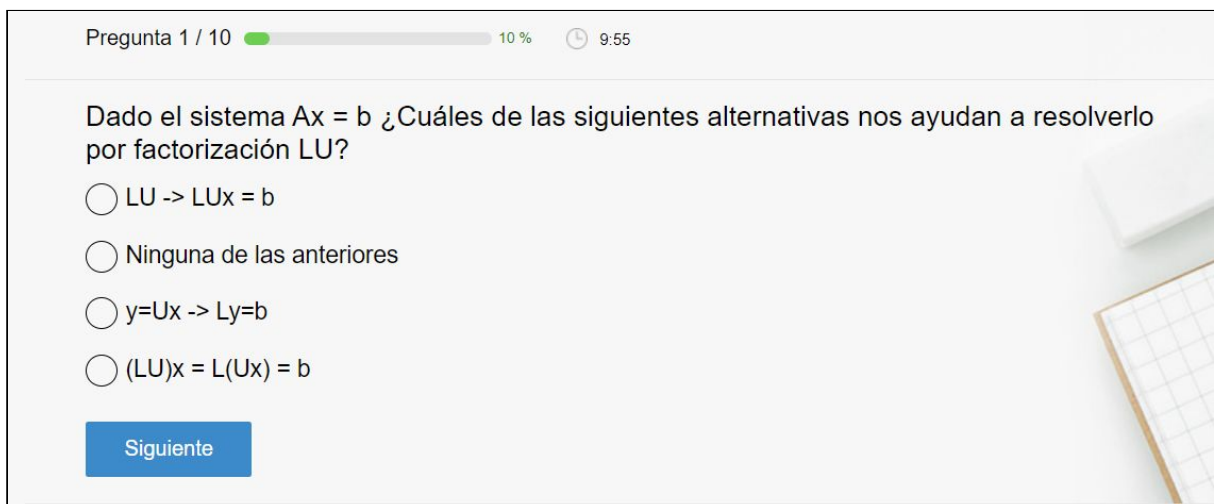 Pregunta 1 / 10 10 % 9:55
Dado el sistema Ax = b ¿Cuáles de las siguientes alternativas nos ayudan a resolverlo
por factorización LU?
LU -> LUx = b
Ninguna de las anteriores
y=Ux -> Ly=b
(LU)x = L(Ux) = b
Siguiente